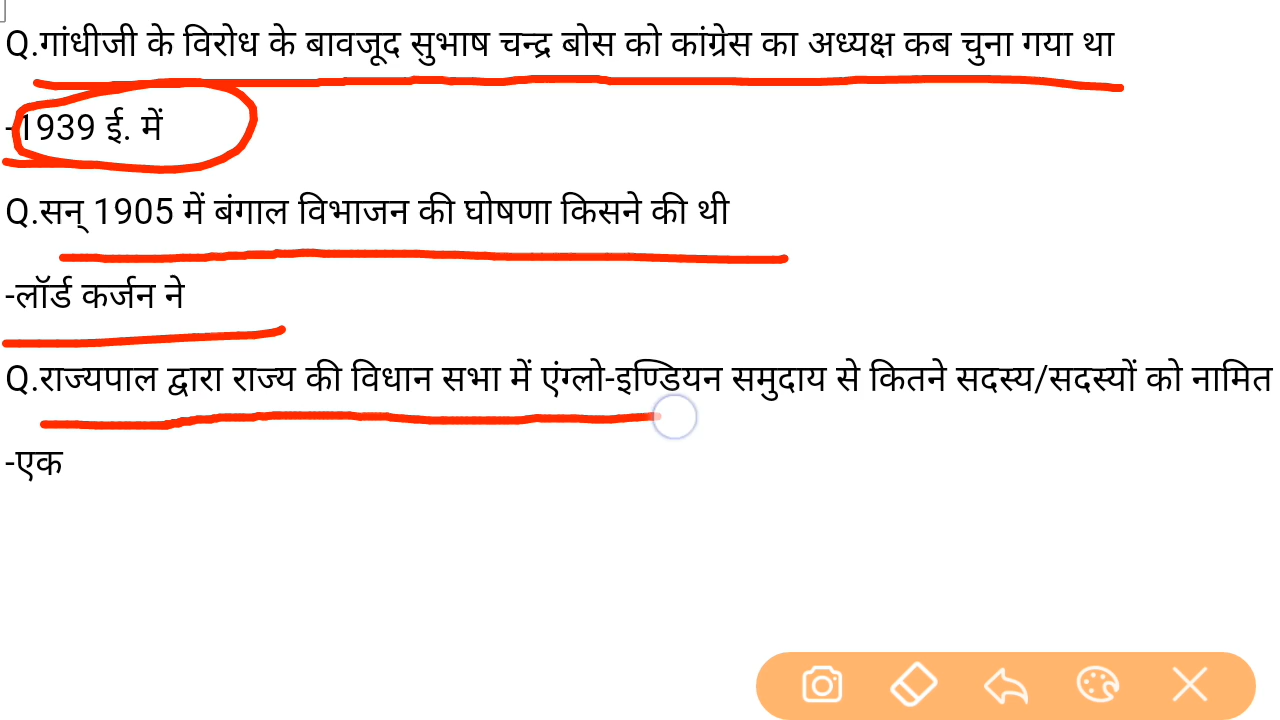 Q.गांधीजी के विरोध के बावजूद सुभाष चन्द्र बोस को कांग्रेस का अध्यक्ष कब चुना गया था
-1939 ई. में
Q.सन् 1905 में बंगाल विभाजन की घोषणा किसने की थी
-लॉर्ड कर्जन ने
Q.राज्यपाल द्वारा राज्य की विधान सभा में एंग्लो-इण्डियन समुदाय से कितने सदस्य/सदस्यों को नामित
-एक